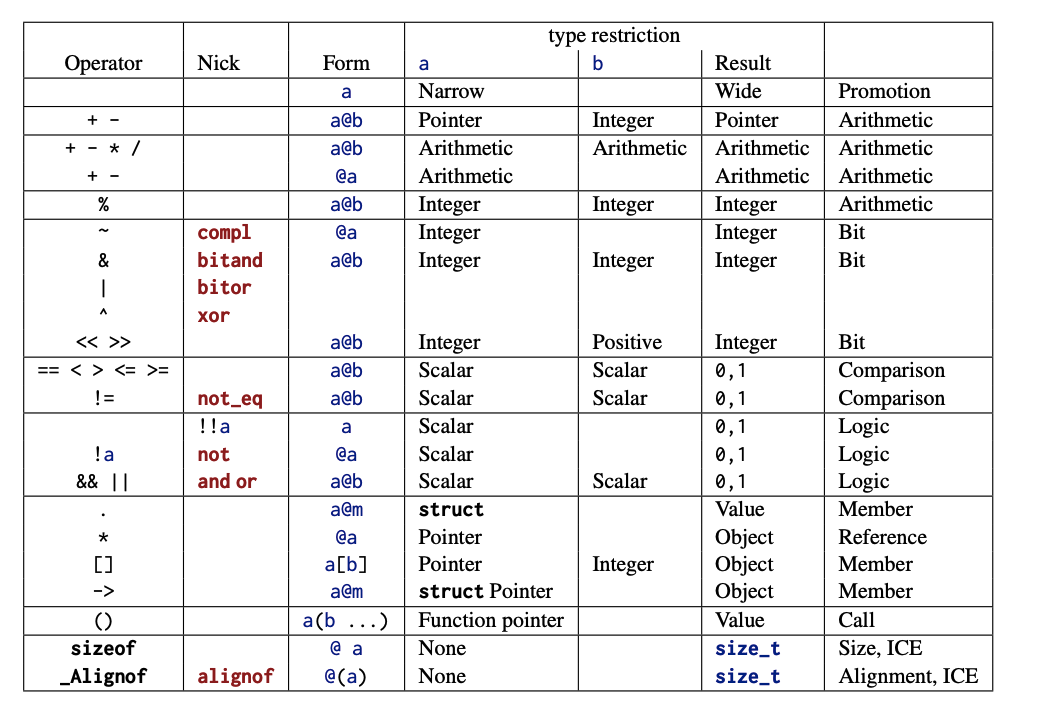 type restriction
Operator Nick Form a b Result
a Narrow Wide Promotion
+ - a@b Pointer Integer Pointer Arithmetic
+ - * / a@b Arithmetic Arithmetic Arithmetic Arithmetic
+ - @a Arithmetic Arithmetic Arithmetic
% a@b Integer Integer Integer Arithmetic
~ compl @a Integer Integer Bit
& bitand a@b Integer Integer Integer Bit
| bitor
^ xor
<< >> a@b Integer Positive Integer Bit
== < > <= >= a@b Scalar Scalar 0,1 Comparison
!= not_eq a@b Scalar Scalar 0,1 Comparison
!!a a Scalar 0,1 Logic
!a not @a Scalar 0,1 Logic
&& || and or a@b Scalar Scalar 0,1 Logic
. a@m struct Value Member
* @a Pointer Object Reference
[] a[b] Pointer Integer Object Member
-> a@m struct Pointer Object Member
() a(b ...) Function pointer Value Call
sizeof @ a None size_t Size, ICE
_Alignof alignof @(a) None size_t Alignment, ICE